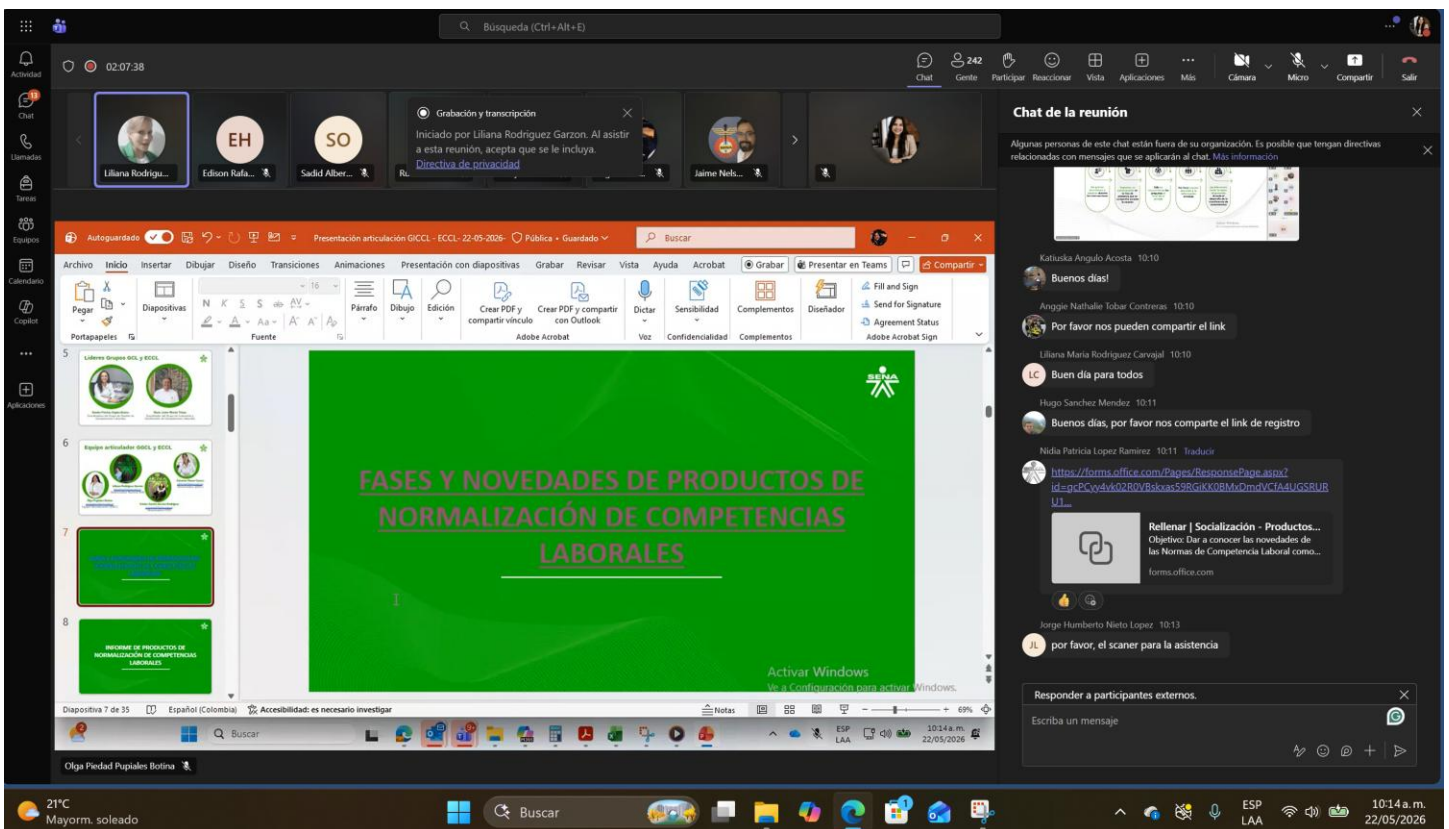 Búsqueda (Ctrl+Alt+E)
Actividad
Chat
Llamadas
Tareas
Equipos
Calendario
Copilot
Aplicaciones
02:07:38
Chat
242
Gente
Participar
Reaccionar
Vista
Aplicaciones
Más
Cámara
Micro
Compartir
Salir
Liliana Rodrigu...
EH
Edison Rafa...
SO
Sadid Alber...
Grabación y transcripción
Iniciado por Liliana Rodriguez Garzon. Al asistir
a esta reunión, acepta que se le incluya.
Directiva de privacidad
Jaime Nels...
Autoguardado
Presentación articulación GICCL - ECCL- 22-05-2026-
Pública • Guardado
Buscar
Archivo Inicio Insertar Dibujar Diseño Transiciones Animaciones Presentación con diapositivas Grabar Revisar Vista Ayuda Acrobat
Grabar
Presentar en Teams
Compartir
Pegar
Diapositivas
16
N K S S ab AV
A Aa A A
Párrafo
Dibujo
Edición
Crear PDF y
compartir vínculo
Crear PDF y compartir
con Outlook
Dictar
Sensibilidad
Complementos
Diseñador
Fill and Sign
Send for Signature
Agreement Status
Portapapeles
Fuente
Adobe Acrobat
Voz
Confidencialidad
Complementos
Adobe Acrobat Sign
5
Líderes Grupos GCL y ECCL
6
Equipo articulador GGCL y ECCL
7
8
INFORME DE PRODUCTOS DE
NORMALIZACIÓN DE COMPETENCIAS
LABORALES
SENA
FASES Y NOVEDADES DE PRODUCTOS DE
NORMALIZACIÓN DE COMPETENCIAS
LABORALES
Activar Windows
Ve a Configuración para activar Windows.
Diapositiva 7 de 35
Español (Colombia)
Accesibilidad: es necesario investigar
Notas
69%
Buscar
ESP
LAA
10:14 a. m.
22/05/2026
Olga Piedad Pupiales Botina
Chat de la reunión
Algunas personas de este chat están fuera de su organización. Es posible que tengan directivas
relacionadas con mensajes que se aplicarán al chat. Más información
Katiuska Angulo Acosta 10:10
Buenos días!
Anggie Nathalie Tobar Contreras 10:10
Por favor nos pueden compartir el link
Liliana Maria Rodriguez Carvajal 10:10
LC
Buen día para todos
Hugo Sanchez Mendez 10:11
Buenos días, por favor nos comparte el link de registro
Nidia Patricia Lopez Ramirez 10:11 Traducir
https://forms.office.com/Pages/ResponsePage.aspx?
id=gcPCvy4vk02R0VBskxas59RGiKK0BMxDmdVCfA4UGSRUR
U1...
Rellenar | Socialización - Productos...
Objetivo: Dar a conocer las novedades de
las Normas de Competencia Laboral como...
forms.office.com
Jorge Humberto Nieto Lopez 10:13
JL
por favor, el scaner para la asistencia
Responder a participantes externos.
Escriba un mensaje
21°C
Mayorm. soleado
Buscar
ESP
LAA
10:14 a. m.
22/05/2026